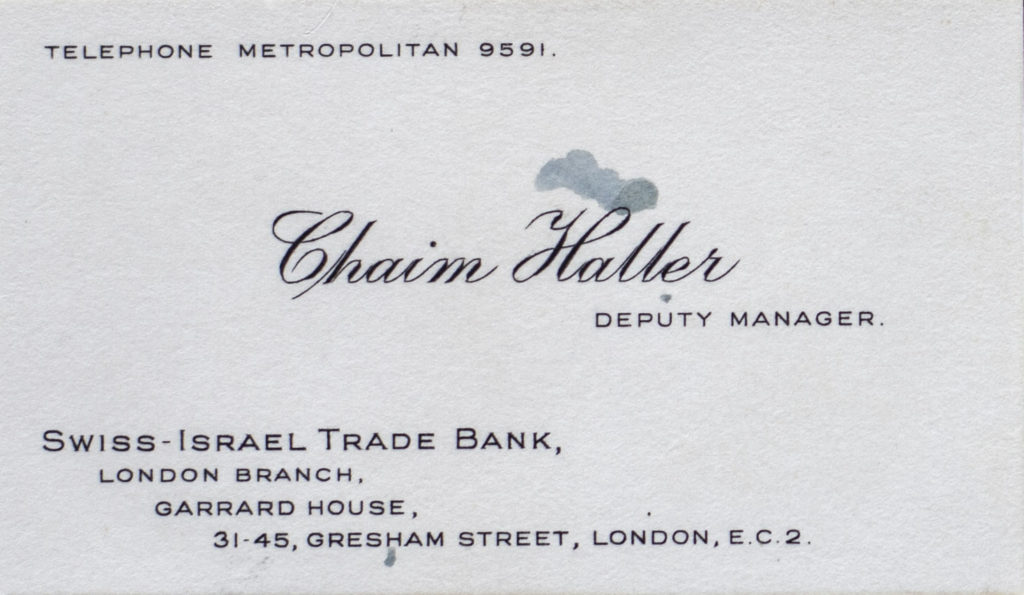 TELEPHONE METROPOLITAN 9591.
Chaim Haller
DEPUTY MANAGER.
SWISS-ISRAEL TRADE BANK,
LONDON BRANCH,
GARRARD HOUSE,
31-45, GRESHAM STREET, LONDON, E.C.2.